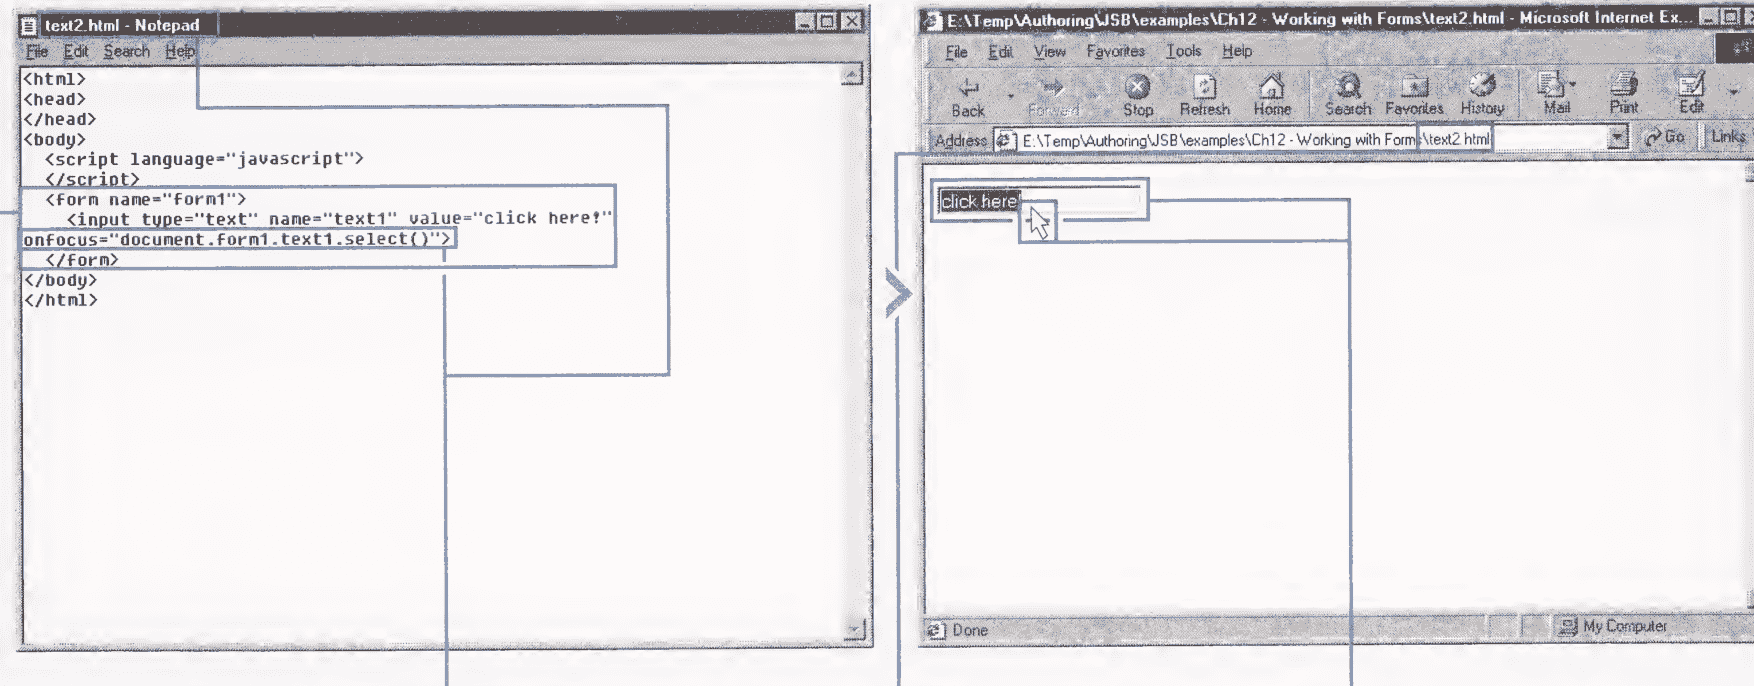 text2.html - Notepad
File Edit Search Help
<html>
<head>
</head>
<body>
<script language="javascript">
</script>
<form name="form1">
<input type="text" name="text1" value="click here!"
onfocus="document.form1.text1.select()">
</form>
</body>
</html>
E:\Temp\Authoring\JSB\examples\Ch12 - Working with Forms\text2.html - Microsoft Internet Ex...
File Edit View Favorites Tools Help
Back Forward Stop Refresh Home Search Favorites History Mail Print Edit
Address E:\Temp\Authoring\JSB\examples\Ch12 - Working with Forms\text2.html Go Links
click here
Done My Computer